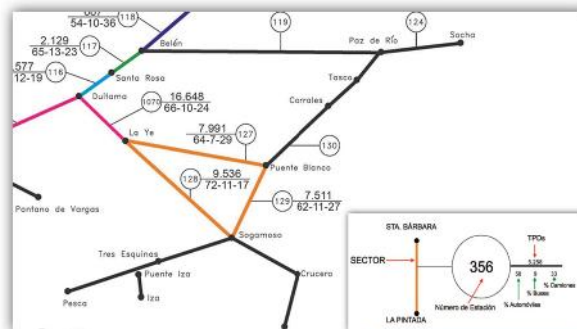 118
54-10-36
119
124
Belén
Paz de Río
Socha
2.129
65-13-23
117
577
12-19
116
Santa Rosa
Tasco
Duitama
16.648
66-10-24
1070
Corrales
La Ye
7.991
64-7-29
127
130
Puente Blanco
128
9.536
72-11-17
129
7.511
62-11-27
Pantano de Vargas
Sogamoso
Tres Esquinas
Puente Iza
Crucero
Iza
Pesca
STA. BÁRBARA
TPDs
5.256
SECTOR
356
58 9 33
% Automóviles
% Buses
% Camiones
Número de Estación
LA PINTADA